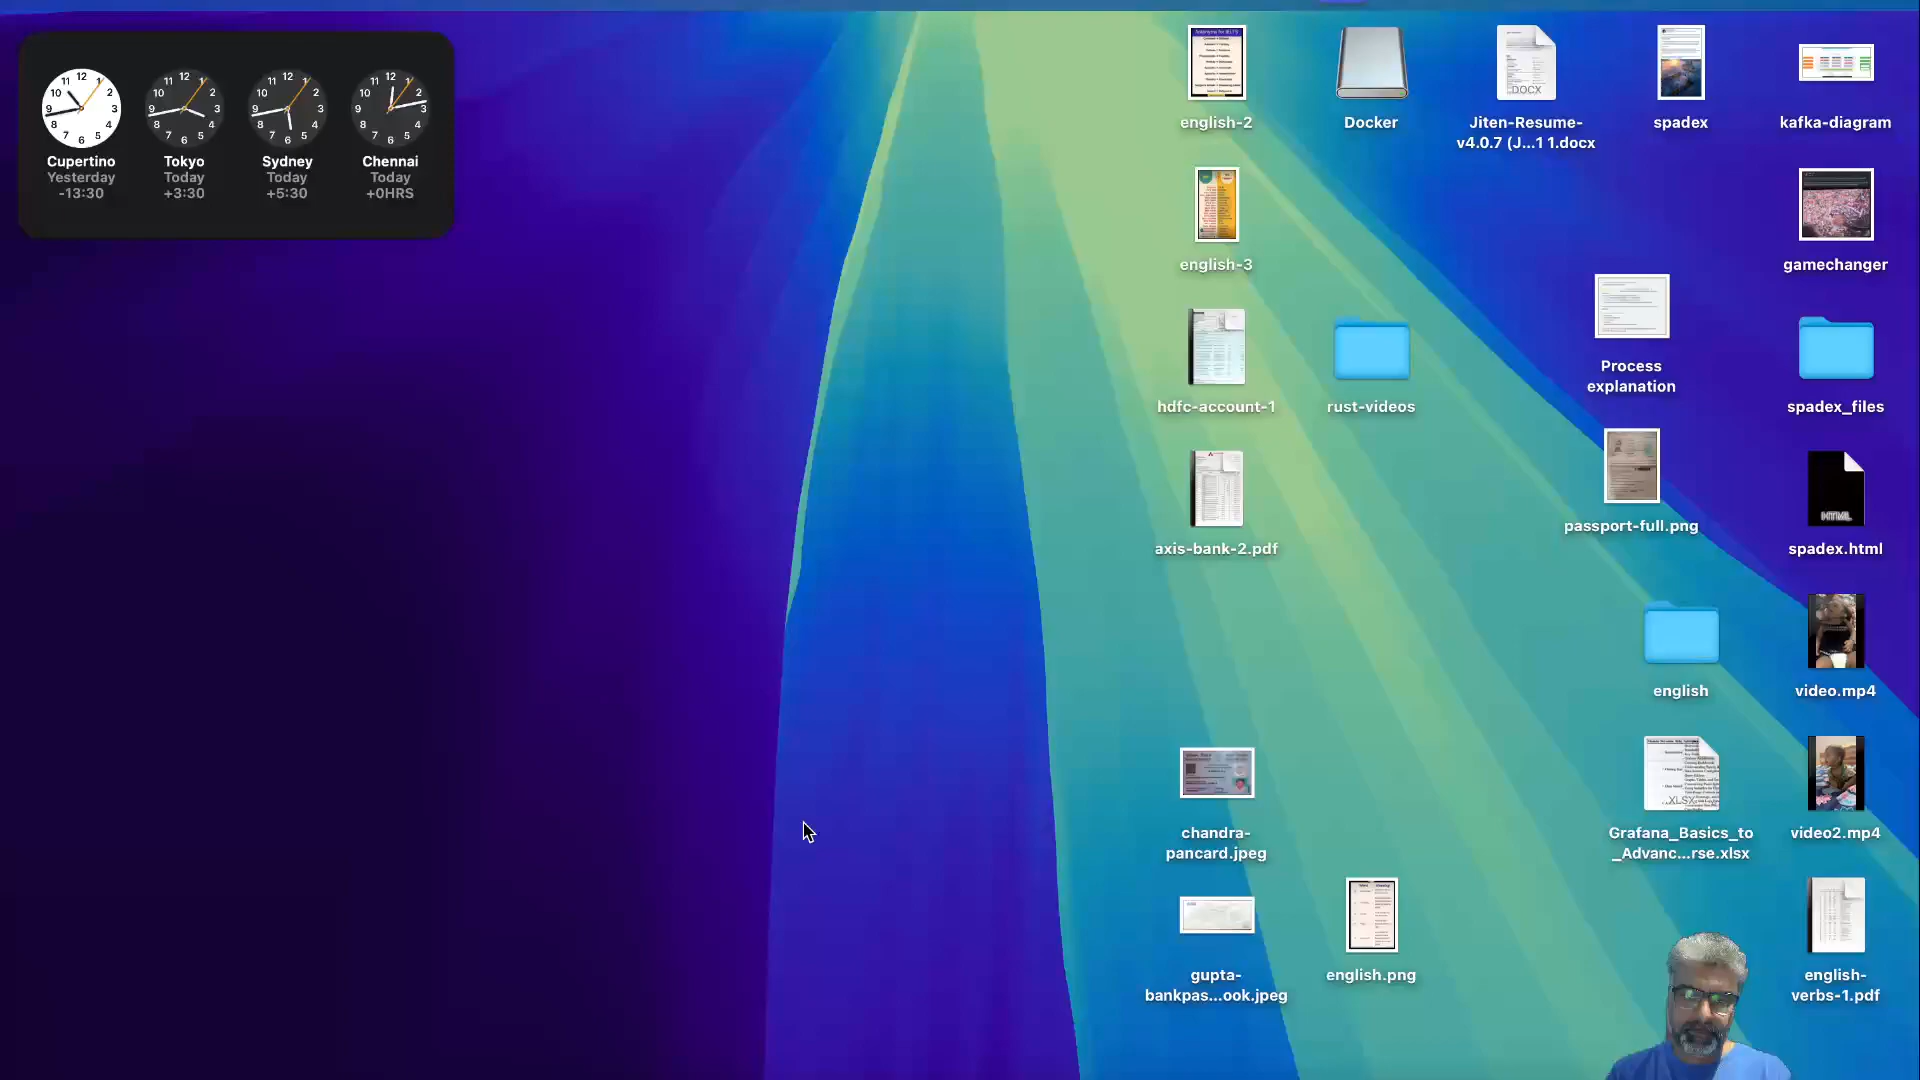 Cupertino
Yesterday
-13:30
Tokyo
Today
+3:30
Sydney
Today
+5:30
Chennai
Today
+0HRS
english-2
Docker
DOCX
Jiten-Resume-
v4.0.7 (J...1 1.docx
spadex
kafka-diagram
english-3
gamechanger
hdfc-account-1
rust-videos
Process
explanation
spadex_files
axis-bank-2.pdf
passport-full.png
HTML
spadex.html
english
video.mp4
chandra-
pancard.jpeg
XLSX
Grafana_Basics_to
_Advanc...rse.xlsx
video2.mp4
gupta-
bankpas...ook.jpeg
english.png
english-
verbs-1.pdf